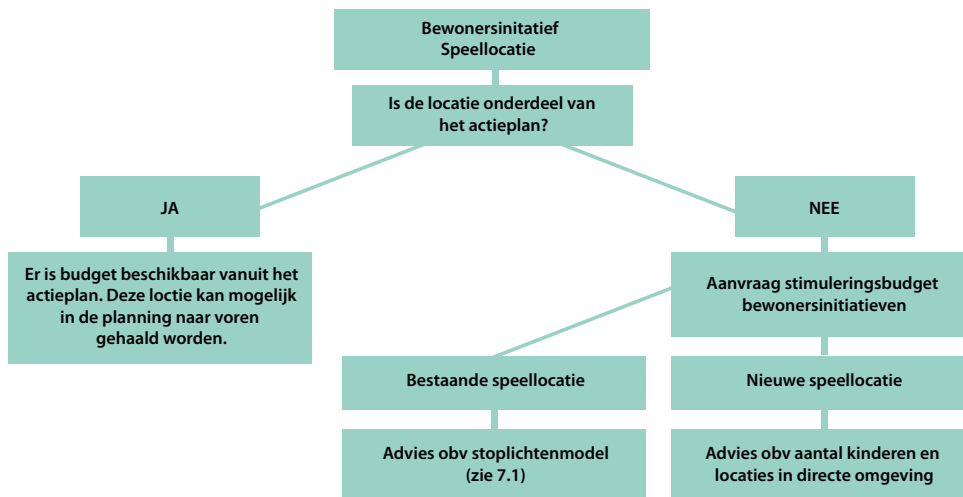 Bewonersinitatief
Speellocatie
Is de locatie onderdeel van
het actieplan?
JA
NEE
Er is budget beschikbaar vanuit het
actieplan. Deze loctie kan mogelijk
in de planning naar voren
gehaald worden.
Aanvraag stimuleringsbudget
bewonersinitiatieven
Bestaande speellocatie
Nieuwe speellocatie
Advies obv stoplichtenmodel
(zie 7.1)
Advies obv aantal kinderen en
locaties in directe omgeving